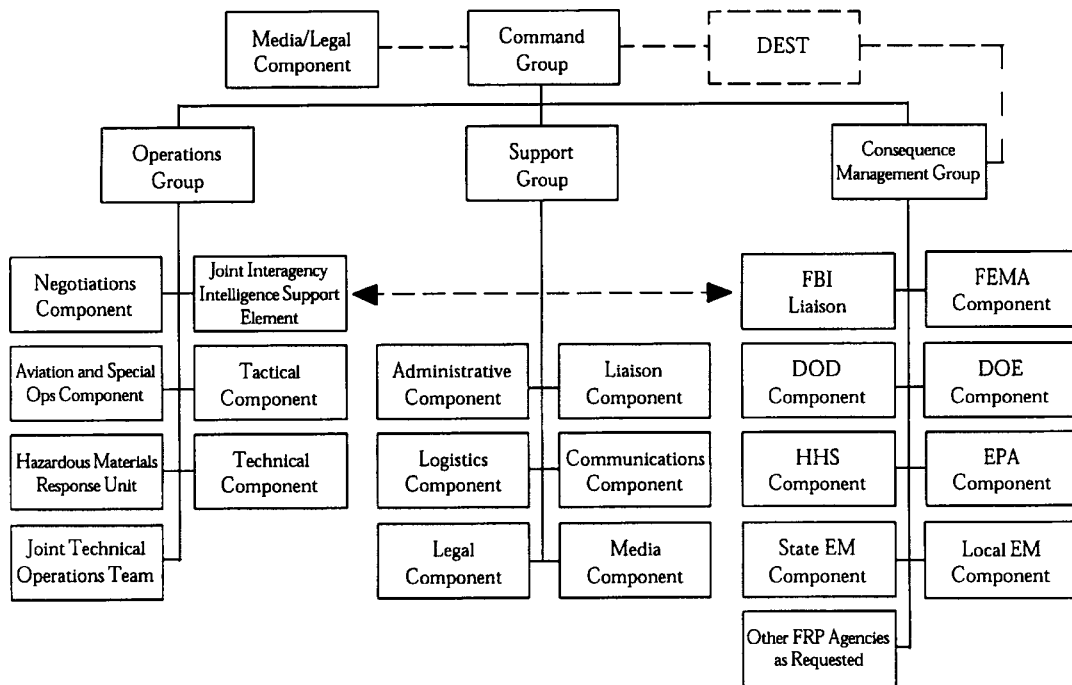 Media/Legal
Component
Command
Group
DEST
Operations
Group
Support
Group
Consequence
Management Group
Negotiations
Component
Joint Interagency
Intelligence Support
Element
FBI
Liaison
FEMA
Component
Aviation and Special
Ops Component
Tactical
Component
Administrative
Component
Liaison
Component
DOD
Component
DOE
Component
Hazardous Materials
Response Unit
Technical
Component
Logistics
Component
Communications
Component
HHS
Component
EPA
Component
Joint Technical
Operations Team
Legal
Component
Media
Component
State EM
Component
Local EM
Component
Other FRP Agencies
as Requested